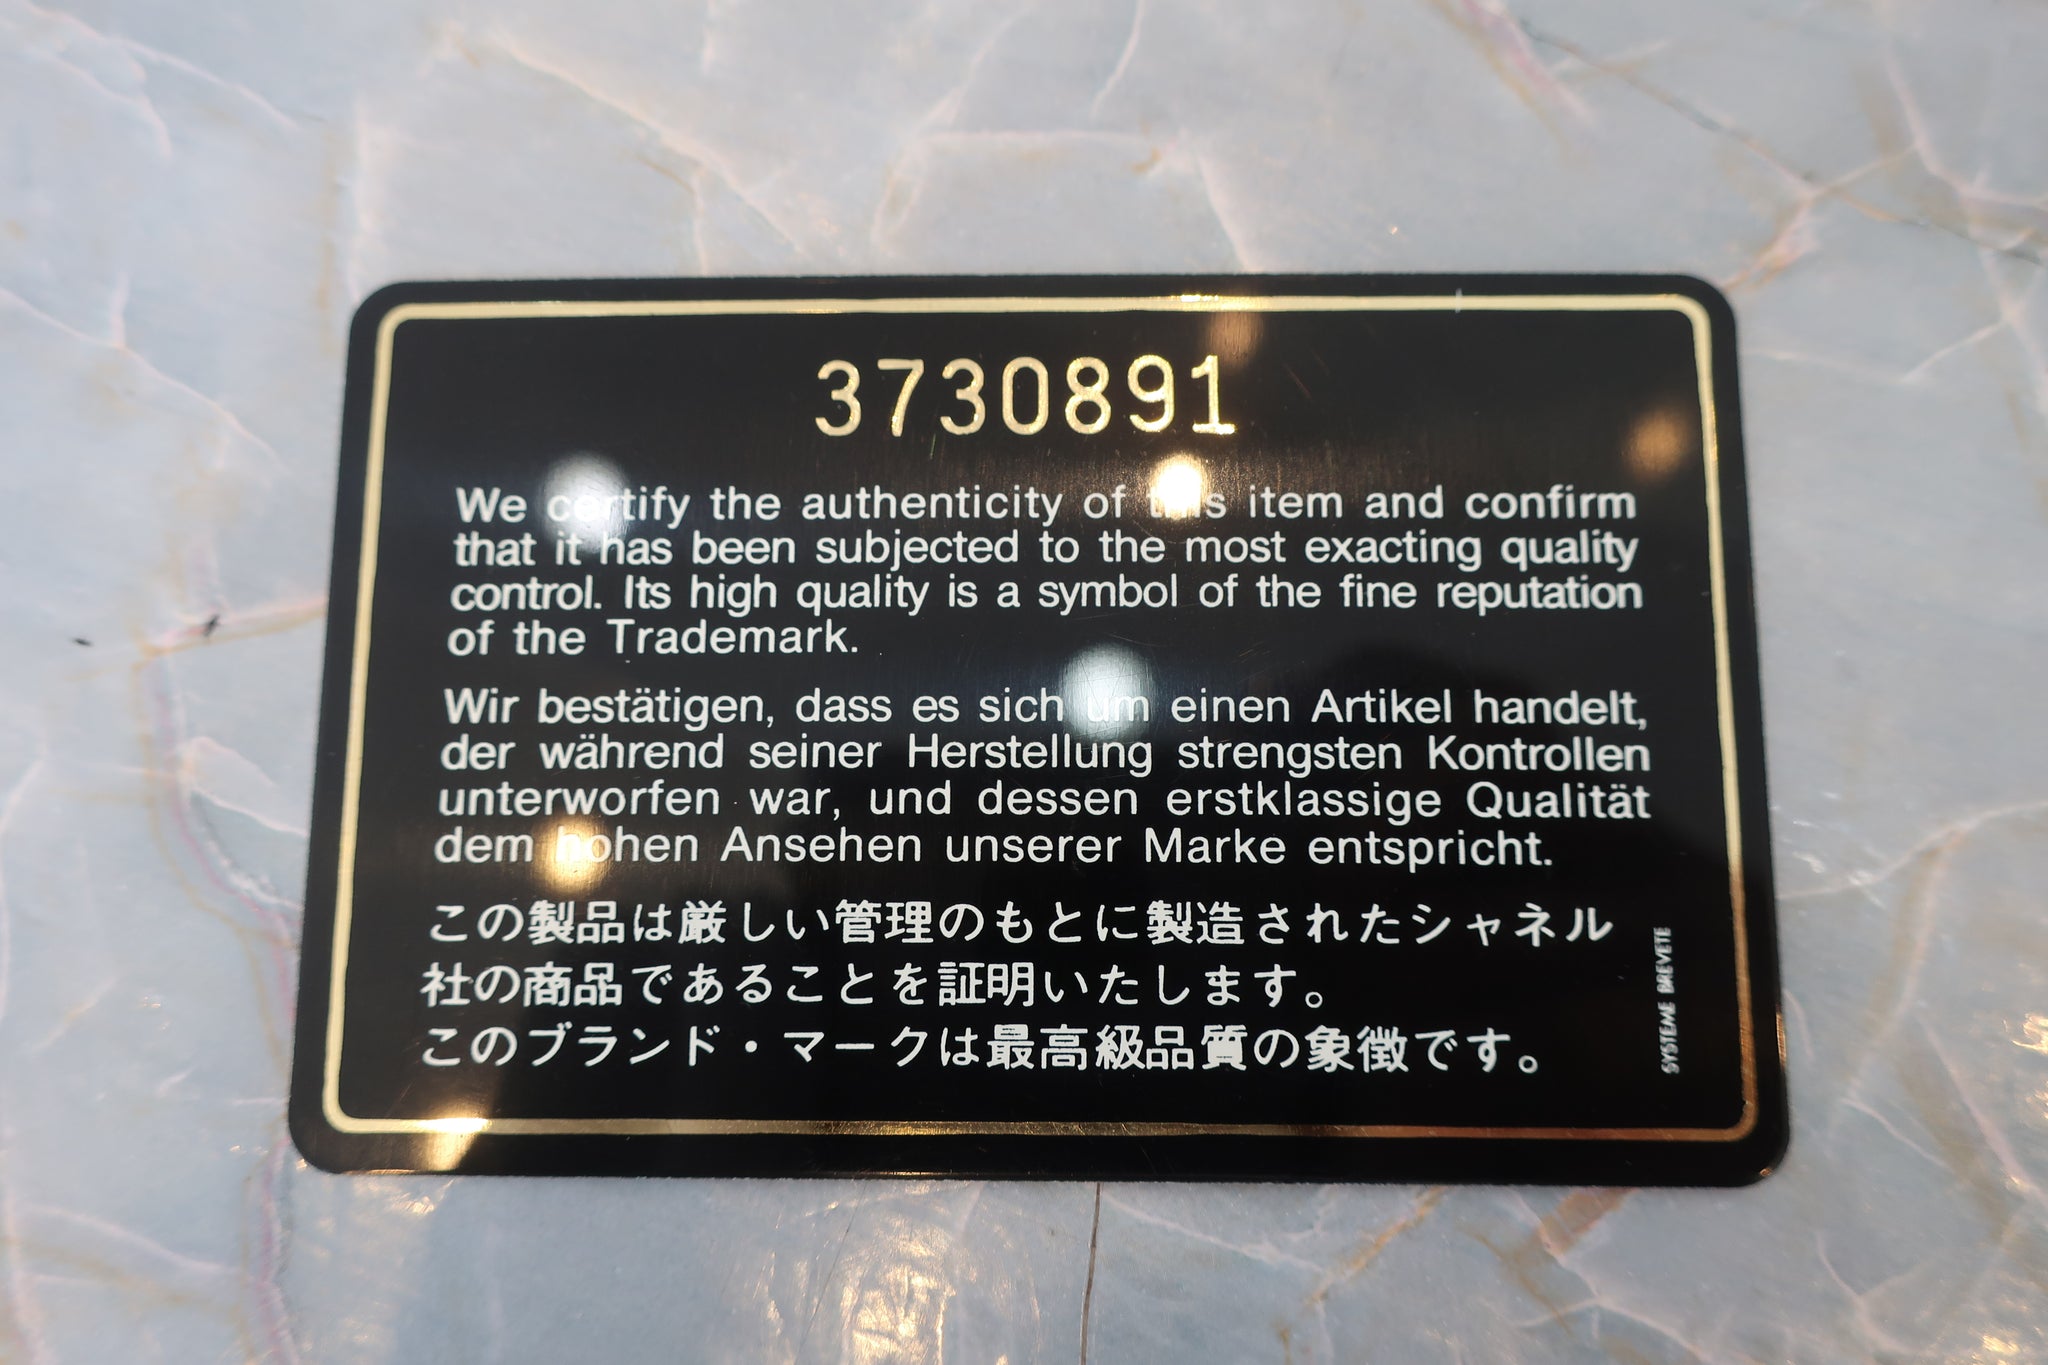 3730891
We certify the authenticity of this item and confirm
that it has been subjected to the most exacting quality
control. Its high quality is a symbol of the fine reputation
of the Trademark.
Wir bestätigen, dass es sich um einen Artikel handelt,
der während seiner Herstellung strengsten Kontrollen
unterworfen war, und dessen erstklassige Qualität
dem hohen Ansehen unserer Marke entspricht.
この製品は厳しい管理のもとに製造されたシャネル
社の商品であることを証明いたします。
このブランド・マークは最高級品質の象徴です。
SYSTEME BREVETE